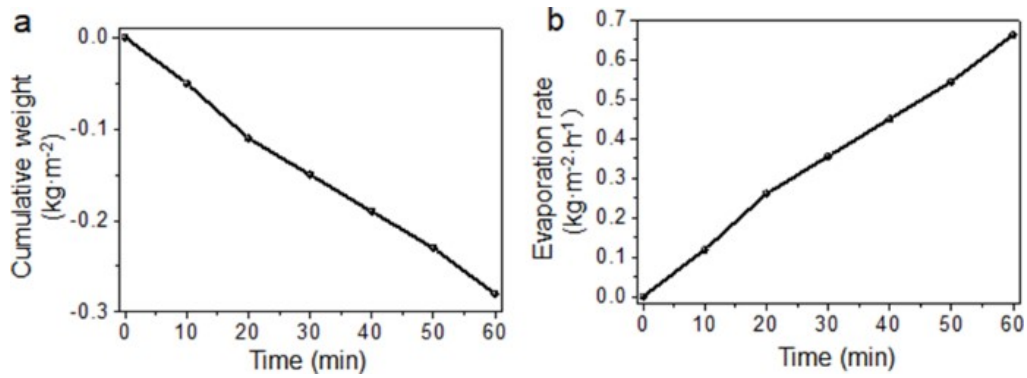 a
Cumulative weight
(kg·m⁻²)
0.0
-0.1
-0.2
-0.3
0 10 20 30 40 50 60
Time (min)
b
Evaporation rate
(kg·m⁻²·h⁻¹)
0.7
0.6
0.5
0.4
0.3
0.2
0.1
0.0
0 10 20 30 40 50 60
Time (min)